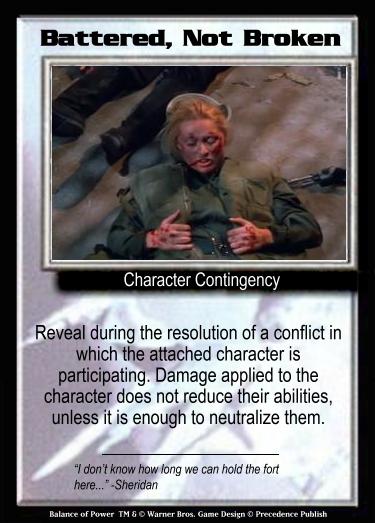 Battered, Not Broken
Character Contingency
Reveal during the resolution of a conflict in
which the attached character is
participating. Damage applied to the
character does not reduce their abilities,
unless it is enough to neutralize them.
"I don't know how long we can hold the fort
here..." -Sheridan
Balance of Power TM & © Warner Bros. Game Design © Precedence Publish